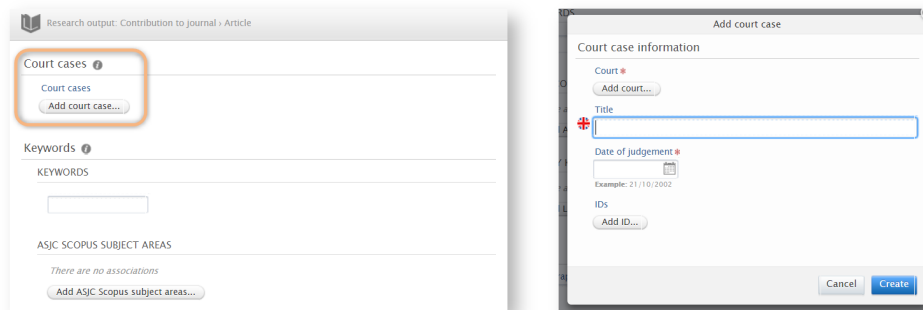 Research output: Contribution to journal › Article
Court cases
Court cases
Add court case...
Keywords
KEYWORDS
ASJC SCOPUS SUBJECT AREAS
There are no associations
Add ASJC Scopus subject areas...
Add court case
Court case information
Court *
Add court...
Title
Date of judgement *
Example: 21/10/2002
IDs
Add ID...
Cancel
Create